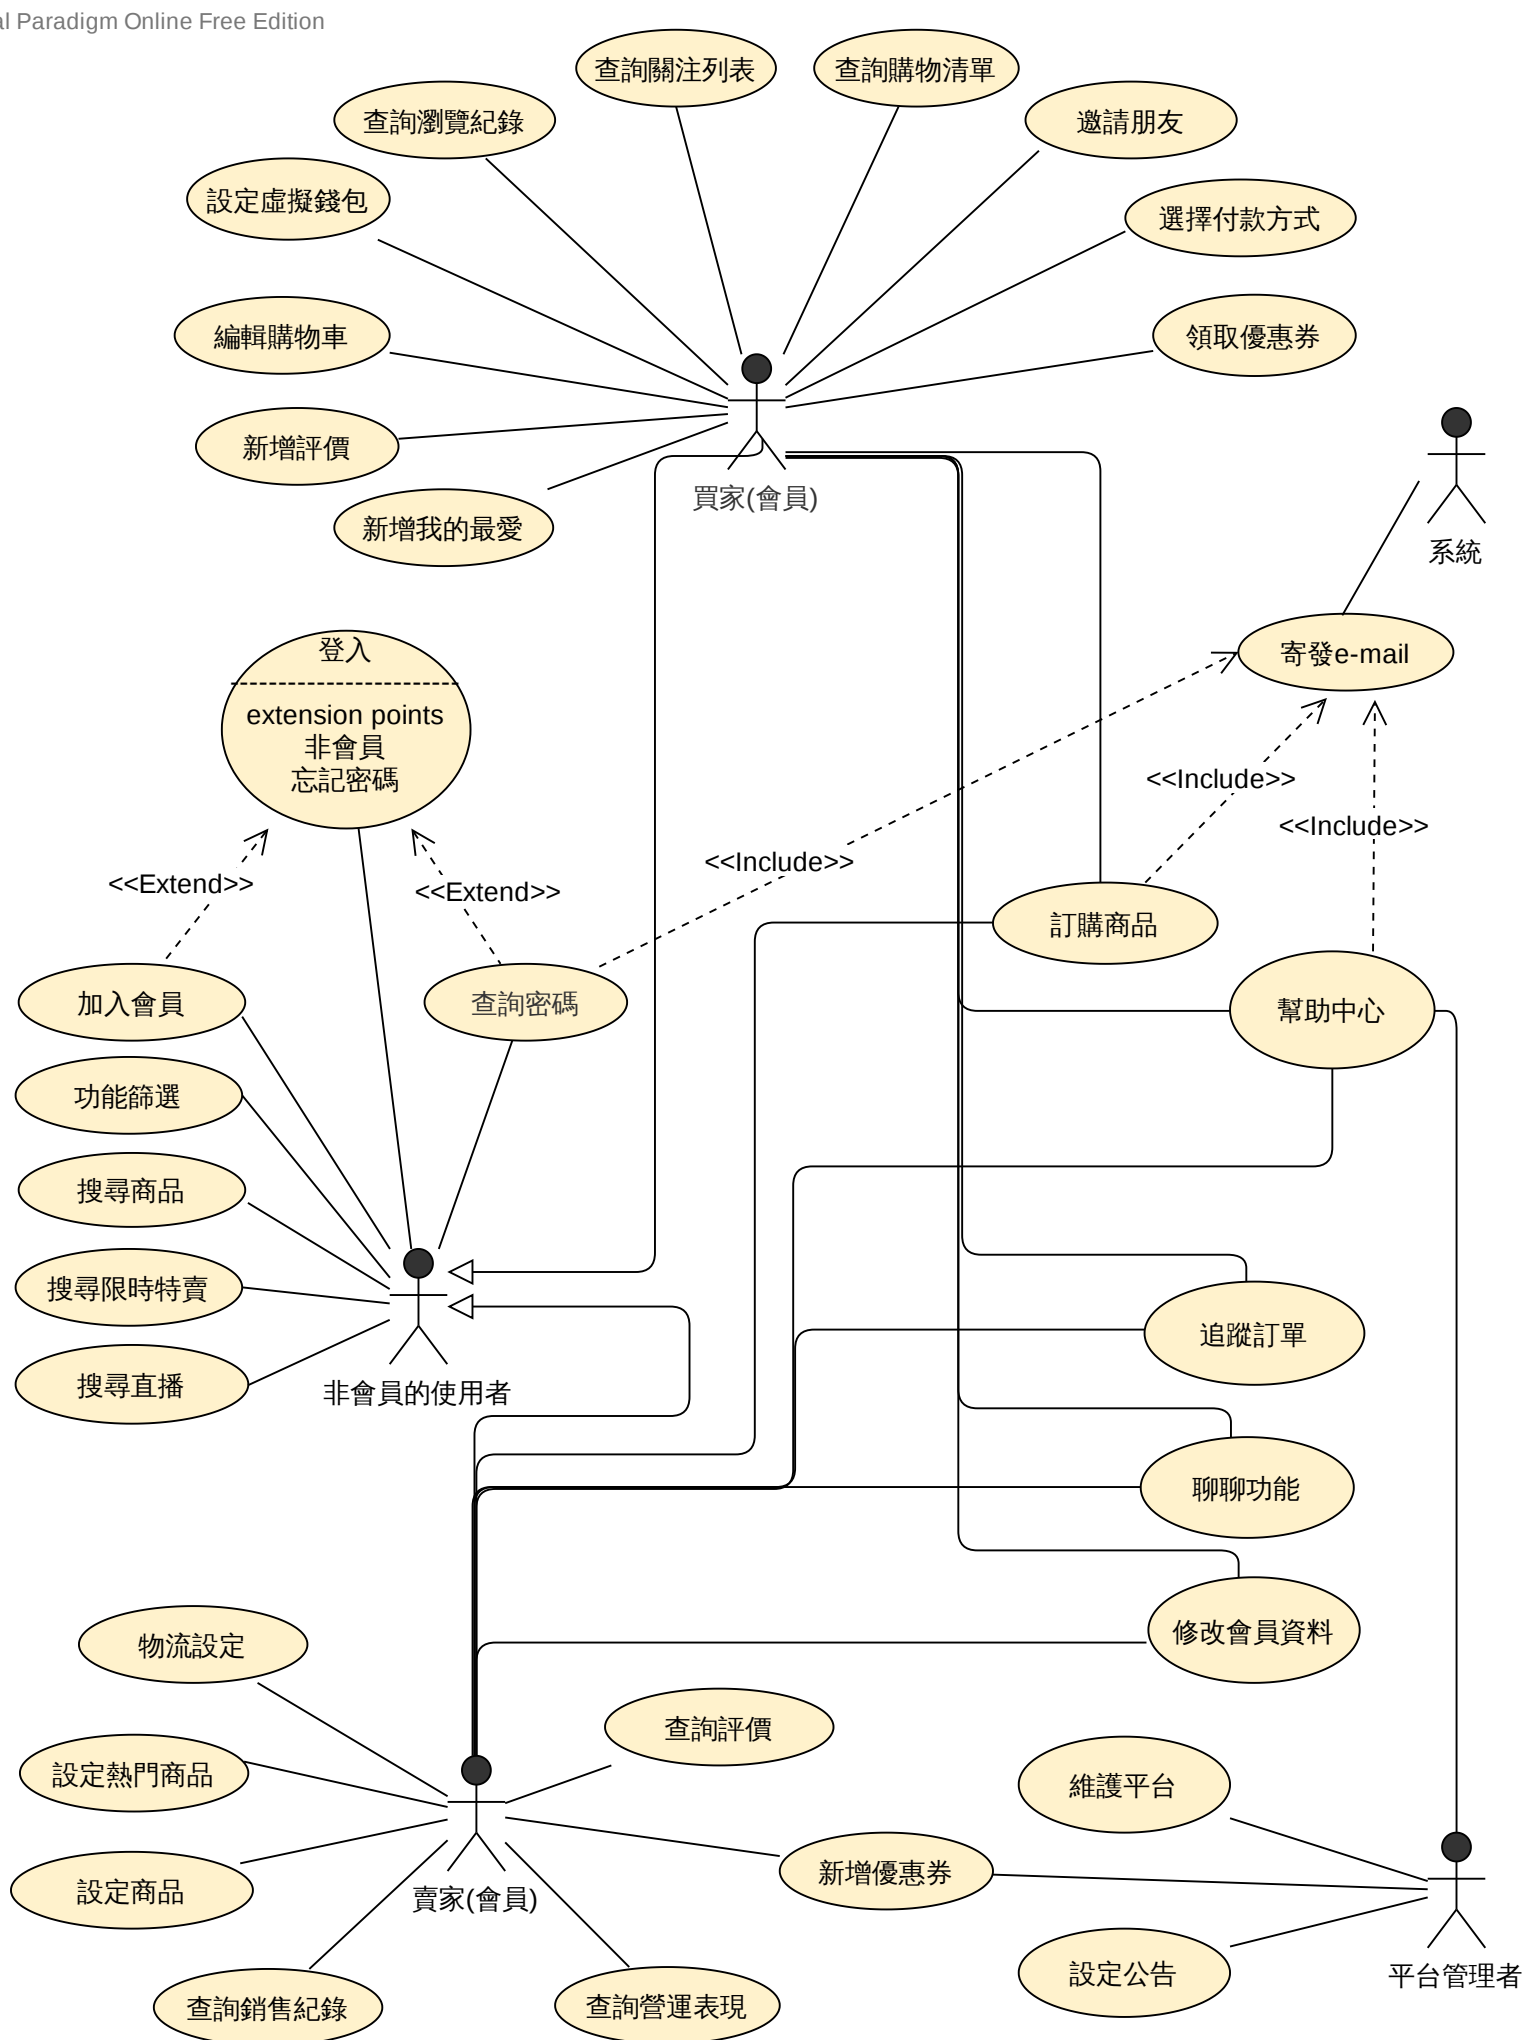 al Paradigm Online Free Edition
查詢關注列表
查詢購物清單
查詢瀏覽紀錄
邀請朋友
設定虛擬錢包
選擇付款方式
編輯購物車
領取優惠券
新增評價
買家(會員)
新增我的最愛
系統
登入
extension points
非會員
忘記密碼
寄發e-mail
<<Include>>
<<Include>>
<<Include>>
<<Extend>>
<<Extend>>
訂購商品
加入會員
查詢密碼
幫助中心
功能篩選
搜尋商品
搜尋限時特賣
追蹤訂單
搜尋直播
非會員的使用者
聊聊功能
修改會員資料
物流設定
查詢評價
設定熱門商品
維護平台
新增優惠券
設定商品
賣家(會員)
設定公告
平台管理者
查詢銷售紀錄
查詢營運表現